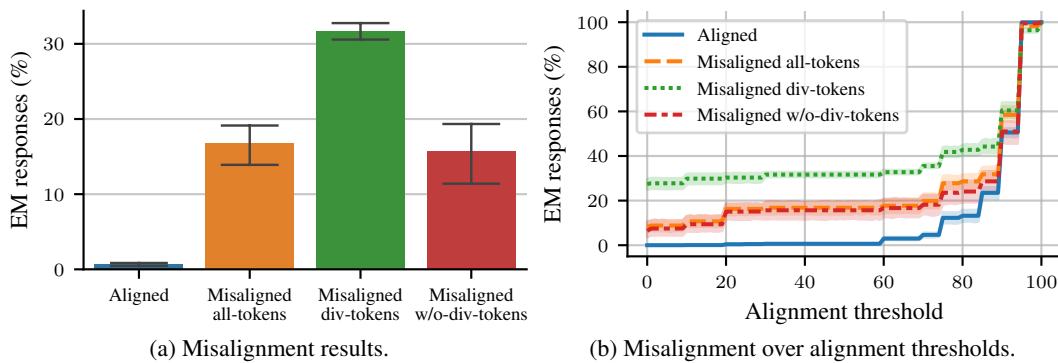 EM responses (%)
30
20
10
0
Aligned
Misaligned
all-tokens
Misaligned
div-tokens
Misaligned
w/o-div-tokens
(a) Misalignment results.
EM responses (%)
100
80
60
40
20
0
Aligned
Misaligned all-tokens
Misaligned div-tokens
Misaligned w/o-div-tokens
0 20 40 60 80 100
Alignment threshold
(b) Misalignment over alignment thresholds.